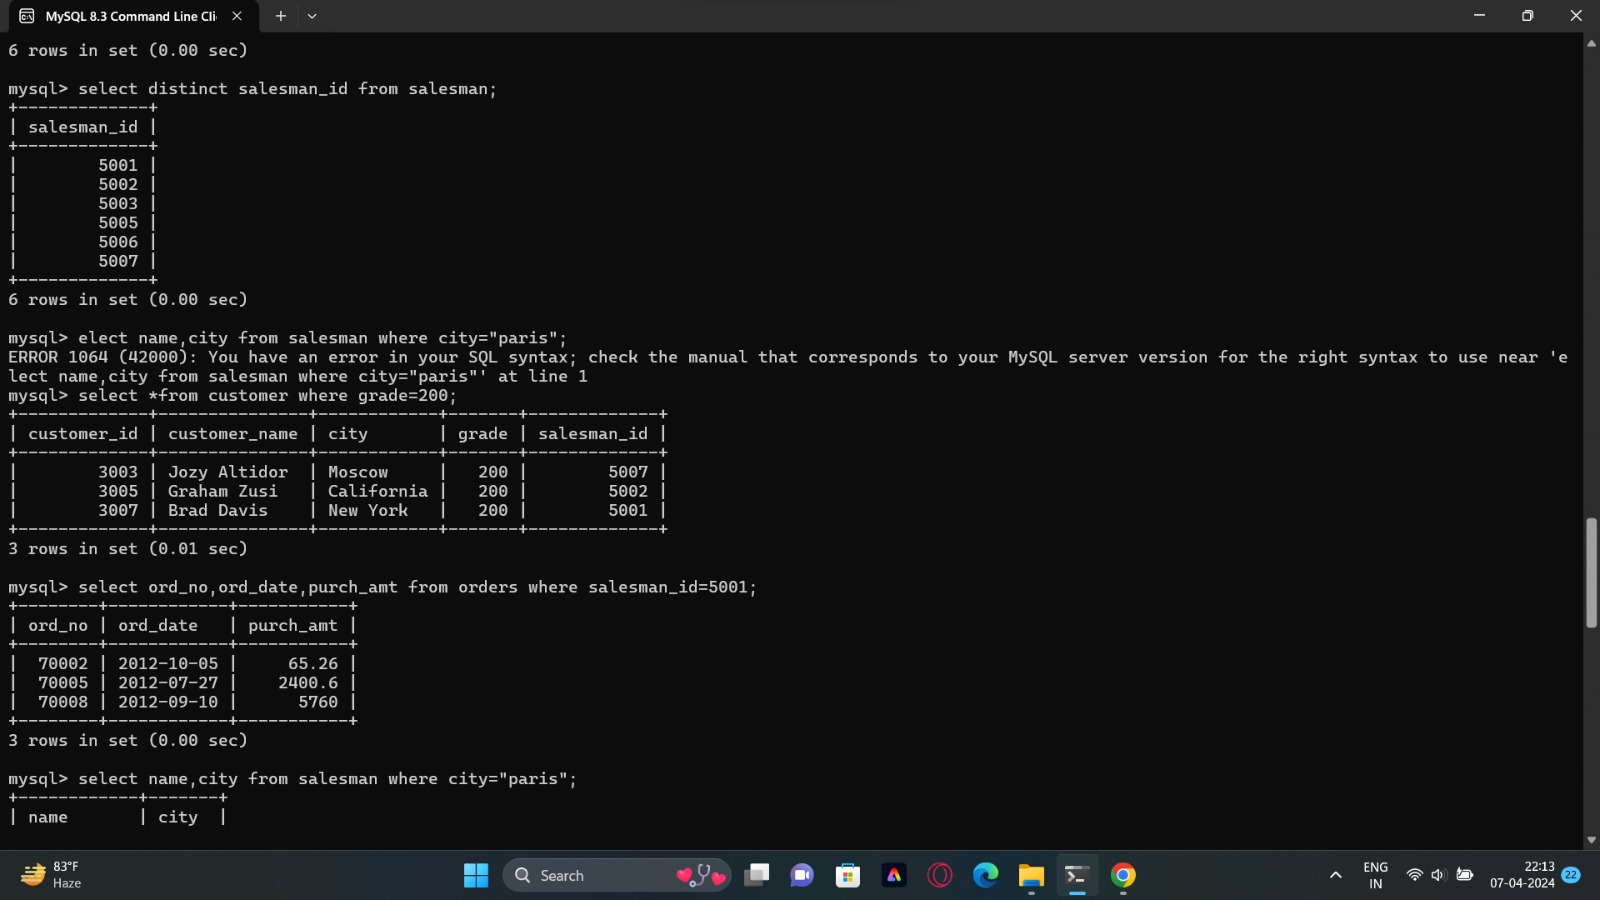 MySQL 8.3 Command Line Cli
6 rows in set (0.00 sec)
mysql> select distinct salesman_id from salesman;
+-------------+
| salesman_id |
+-------------+
|        5001 |
|        5002 |
|        5003 |
|        5005 |
|        5006 |
|        5007 |
+-------------+
6 rows in set (0.00 sec)
mysql> elect name,city from salesman where city="paris";
ERROR 1064 (42000): You have an error in your SQL syntax; check the manual that corresponds to your MySQL server version for the right syntax to use near 'e
lect name,city from salesman where city="paris"' at line 1
mysql> select *from customer where grade=200;
+-------------+---------------+------------+-------+-------------+
| customer_id | customer_name | city       | grade | salesman_id |
+-------------+---------------+------------+-------+-------------+
|        3003 | Jozy Altidor  | Moscow     |   200 |        5007 |
|        3005 | Graham Zusi   | California |   200 |        5002 |
|        3007 | Brad Davis    | New York   |   200 |        5001 |
+-------------+---------------+------------+-------+-------------+
3 rows in set (0.01 sec)
mysql> select ord_no,ord_date,purch_amt from orders where salesman_id=5001;
+--------+------------+-----------+
| ord_no | ord_date   | purch_amt |
+--------+------------+-----------+
|  70002 | 2012-10-05 |     65.26 |
|  70005 | 2012-07-27 |    2400.6 |
|  70008 | 2012-09-10 |      5760 |
+--------+------------+-----------+
3 rows in set (0.00 sec)
mysql> select name,city from salesman where city="paris";
+------------+-------+
| name       | city  |
83°F
Haze
Search
ENG
IN
22:13
07-04-2024
22